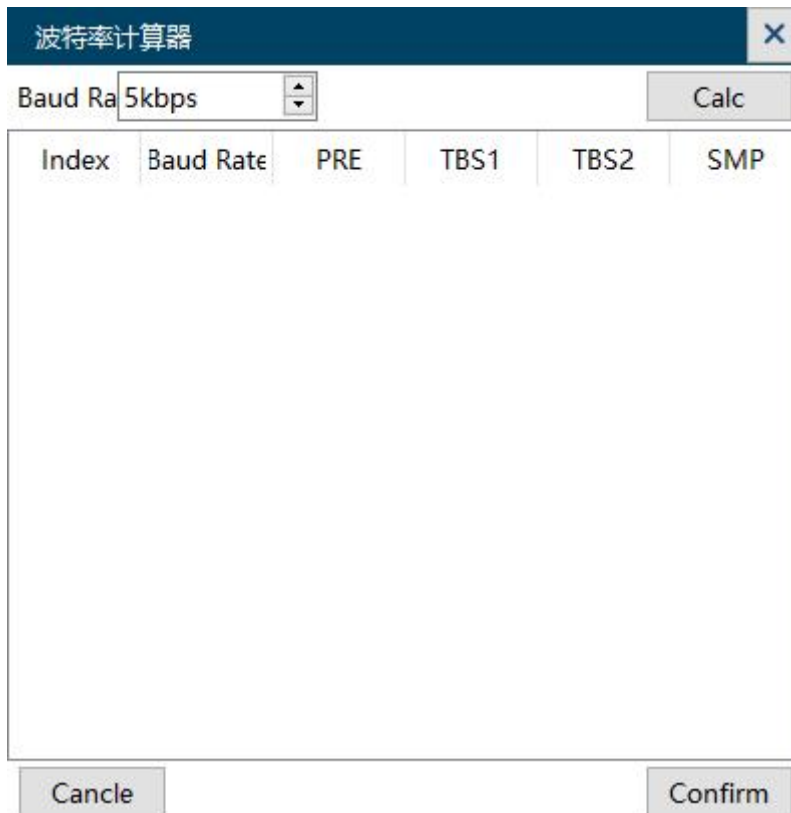 波特率计算器
Baud Ra 5kbps Calc
Index Baud Rate PRE TBS1 TBS2 SMP
Cancle Confirm